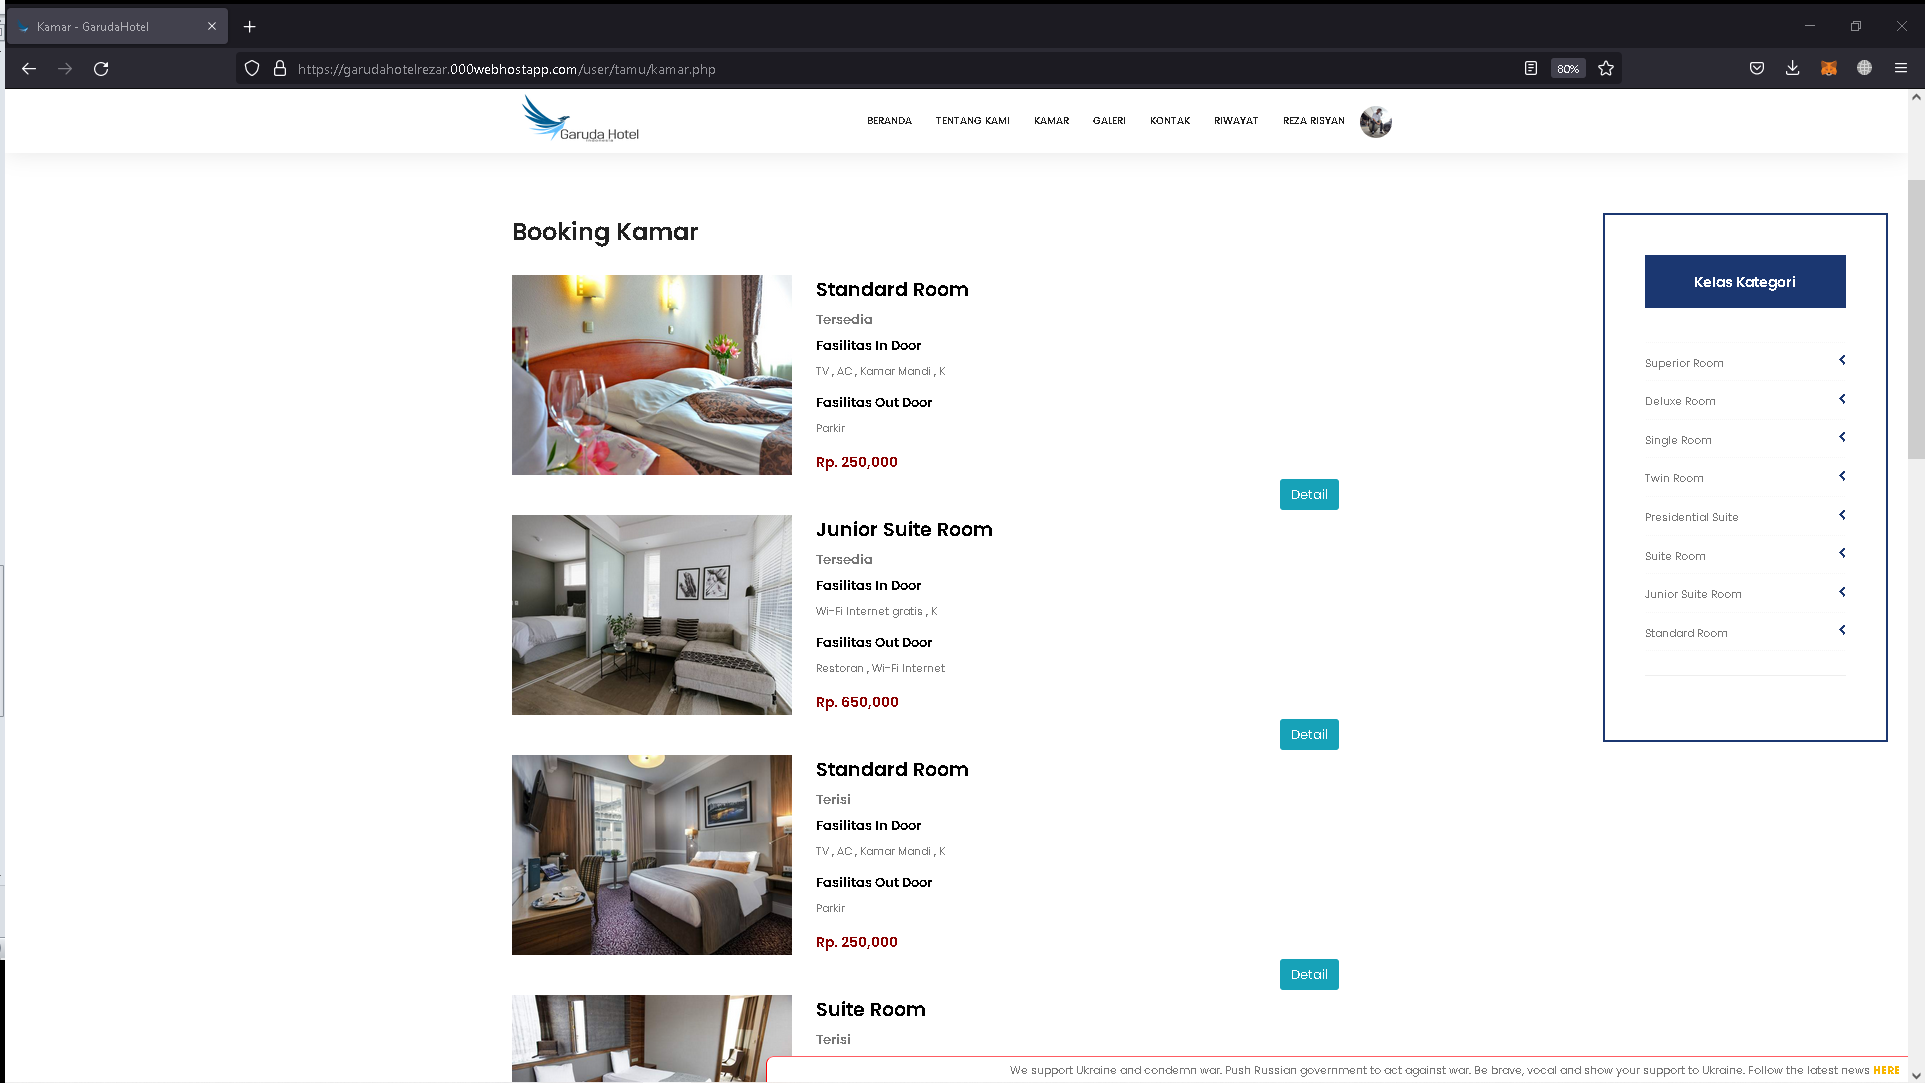 Kamar - GarudaHotel
https://garudahotelrezar.000webhostapp.com/user/tamu/kamar.php
80%
Garuda Hotel
BERANDA
TENTANG KAMI
KAMAR
GALERI
KONTAK
RIWAYAT
REZA RISYAN
Booking Kamar
Standard Room
Tersedia
Fasilitas In Door
TV , AC , Kamar Mandi , K
Fasilitas Out Door
Parkir
Rp. 250,000
Detail
Junior Suite Room
Tersedia
Fasilitas In Door
Wi-Fi Internet gratis , K
Fasilitas Out Door
Restoran , Wi-Fi Internet
Rp. 650,000
Detail
Standard Room
Terisi
Fasilitas In Door
TV , AC , Kamar Mandi , K
Fasilitas Out Door
Parkir
Rp. 250,000
Detail
Suite Room
Terisi
Kelas Kategori
Superior Room
Deluxe Room
Single Room
Twin Room
Presidential Suite
Suite Room
Junior Suite Room
Standard Room
We support Ukraine and condemn war. Push Russian government to act against war. Be brave, vocal and show your support to Ukraine. Follow the latest news HERE